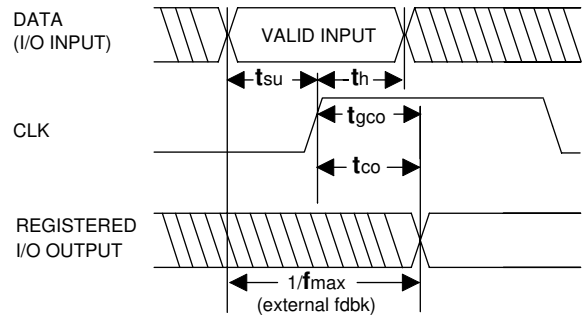 DATA
(I/O INPUT)
VALID INPUT
tsu
th
CLK
tgco
tco
REGISTERED
I/O OUTPUT
1/fmax
(external fdbk)